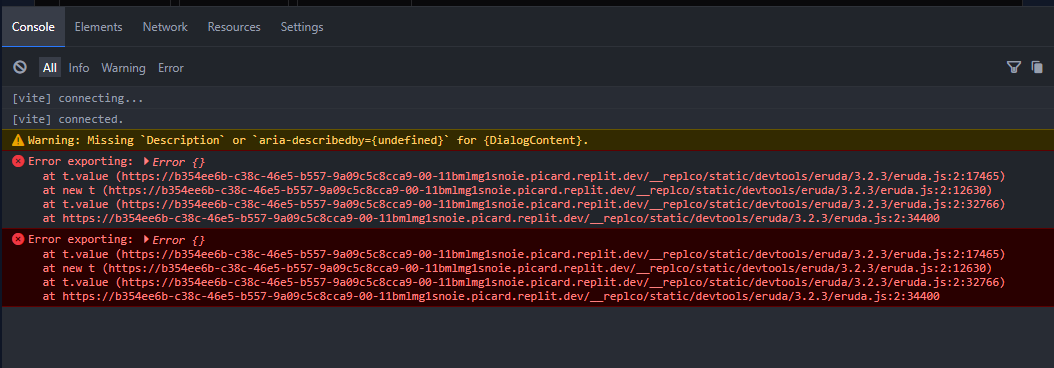 Console Elements Network Resources Settings
All Info Warning Error
[vite] connecting...
[vite] connected.
Warning: Missing `Description` or `aria-describedby={undefined}` for {DialogContent}.
Error exporting: Error {}
at t.value (https://b354ee6b-c38c-46e5-b557-9a09c5c8cca9-00-11bmlmg1snoie.picard.replit.dev/__replco/static/devtools/eruda/3.2.3/eruda.js:2:17465)
at new t (https://b354ee6b-c38c-46e5-b557-9a09c5c8cca9-00-11bmlmg1snoie.picard.replit.dev/__replco/static/devtools/eruda/3.2.3/eruda.js:2:12630)
at t.value (https://b354ee6b-c38c-46e5-b557-9a09c5c8cca9-00-11bmlmg1snoie.picard.replit.dev/__replco/static/devtools/eruda/3.2.3/eruda.js:2:32766)
at https://b354ee6b-c38c-46e5-b557-9a09c5c8cca9-00-11bmlmg1snoie.picard.replit.dev/__replco/static/devtools/eruda/3.2.3/eruda.js:2:34400
Error exporting: Error {}
at t.value (https://b354ee6b-c38c-46e5-b557-9a09c5c8cca9-00-11bmlmg1snoie.picard.replit.dev/__replco/static/devtools/eruda/3.2.3/eruda.js:2:17465)
at new t (https://b354ee6b-c38c-46e5-b557-9a09c5c8cca9-00-11bmlmg1snoie.picard.replit.dev/__replco/static/devtools/eruda/3.2.3/eruda.js:2:12630)
at t.value (https://b354ee6b-c38c-46e5-b557-9a09c5c8cca9-00-11bmlmg1snoie.picard.replit.dev/__replco/static/devtools/eruda/3.2.3/eruda.js:2:32766)
at https://b354ee6b-c38c-46e5-b557-9a09c5c8cca9-00-11bmlmg1snoie.picard.replit.dev/__replco/static/devtools/eruda/3.2.3/eruda.js:2:34400